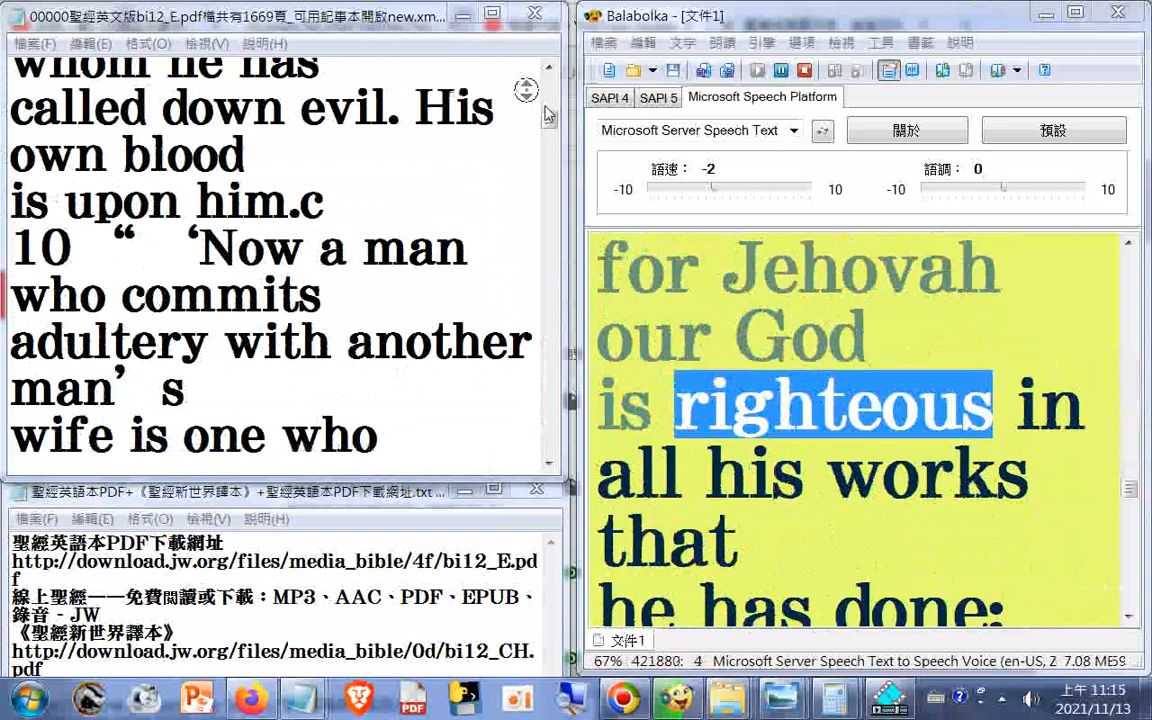 00000聖經英文版bi12_E.pdf檔共有1669頁_可用記事本開啟new.xm...
檔案(F) 編輯(E) 格式(O) 檢視(V) 說明(H)
whom he has
called down evil. His
own blood
is upon him.c
10 “ ‘Now a man
who commits
adultery with another
man’ s
wife is one who
聖經英語本PDF+《聖經新世界譯本》+聖經英語本PDF下載網址.txt ...
檔案(F) 編輯(E) 格式(O) 檢視(V) 說明(H)
聖經英語本PDF下載網址
http://download.jw.org/files/media_bible/4f/bi12_E.pd
f
線上聖經——免費閱讀或下載：MP3、AAC、PDF、EPUB、
錄音 - JW
《聖經新世界譯本》
http://download.jw.org/files/media_bible/0d/bi12_CH.
pdf
Balabolka - [文件1]
檔案 編輯 文字 朗讀 引擎 選項 檢視 工具 書籤 說明
SAPI 4 SAPI 5 Microsoft Speech Platform
Microsoft Server Speech Text 關於 預設
語速： -2 語調： 0
-10 10 -10 10
for Jehovah
our God
is righteous in
all his works
that
he has done;
文件1
67% 421880: 4 Microsoft Server Speech Text to Speech Voice (en-US, Z 7.08 ME59
上午 11:15
2021/11/13